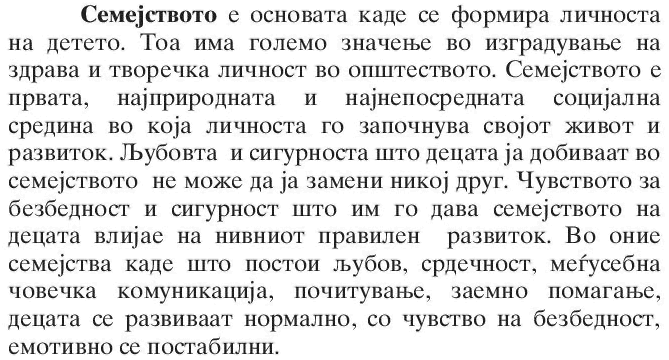 Семејството е основата каде се формира личноста
на детето. Тоа има големо значење во изградување на
здрава и творечка личност во општеството. Семејството е
првата, најприродната и најнепосредната социјална
средина во која личноста го започнува својот живот и
развиток. Љубовта и сигурноста што децата ја добиваат во
семејството не може да ја замени никој друг. Чувството за
безбедност и сигурност што им го дава семејството на
децата влијае на нивниот правилен развиток. Во оние
семејства каде што постои љубов, срдечност, меѓусебна
човечка комуникација, почитување, заемно помагање,
децата се развиваат нормално, со чувство на безбедност,
емотивно се постабилни.